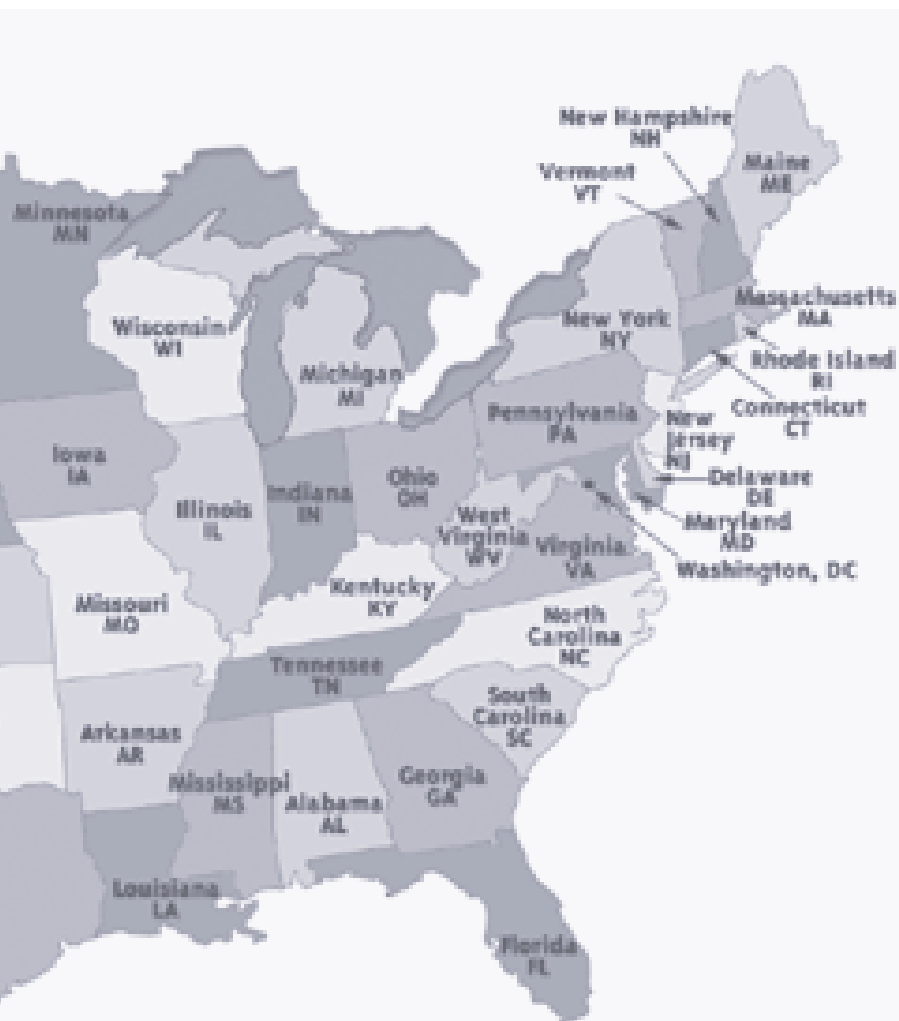 New Hampshire
NH
Maine
ME
Vermont
VT
Minnesota
MN
Massachusetts
MA
Wisconsin
WI
New York
NY
Rhode Island
RI
Michigan
MI
Connecticut
CT
Pennsylvania
PA
New
Jersey
NJ
Iowa
IA
Ohio
OH
Delaware
DE
Indiana
IN
Illinois
IL
West
Virginia
WV
Maryland
MD
Virginia
VA
Washington, DC
Kentucky
KY
Missouri
MO
North
Carolina
NC
Tennessee
TN
South
Carolina
SC
Arkansas
AR
Georgia
GA
Mississippi
MS
Alabama
AL
Louisiana
LA
Florida
FL